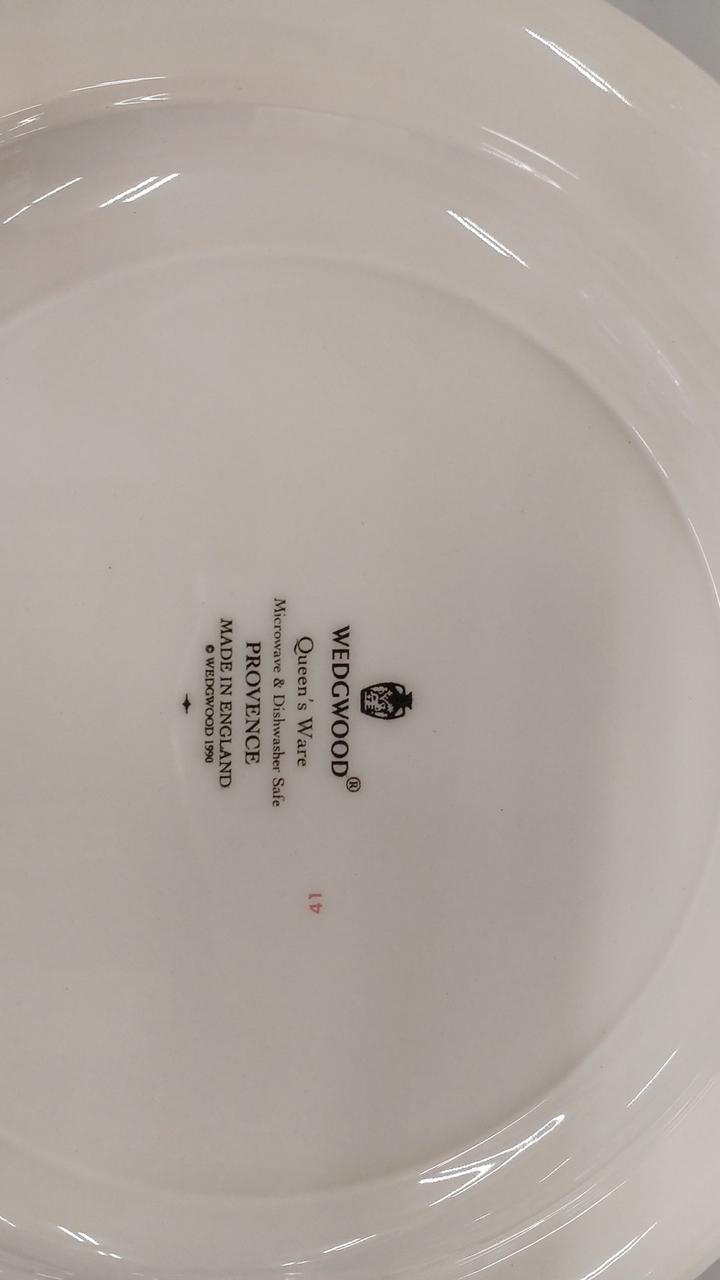 WEDGWOOD®
Queen's Ware
Microwave & Dishwasher Safe
PROVENCE
MADE IN ENGLAND
© WEDGWOOD 1990
41